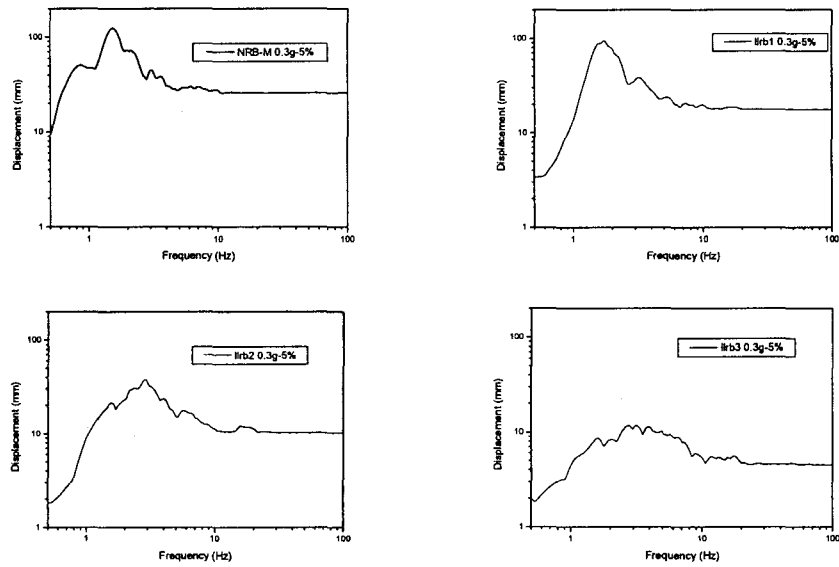 100
10
1
Displacement (mm)
NRB-M 0.3g-5%
1
10
100
Frequency (Hz)
100
10
1
Displacement (mm)
llrb1 0.3g-5%
1
10
100
Frequency (Hz)
100
10
1
Displacement (mm)
llrb2 0.3g-5%
1
10
100
Frequency (Hz)
100
10
1
Displacement (mm)
llrb3 0.3g-5%
1
10
100
Frequency (Hz)